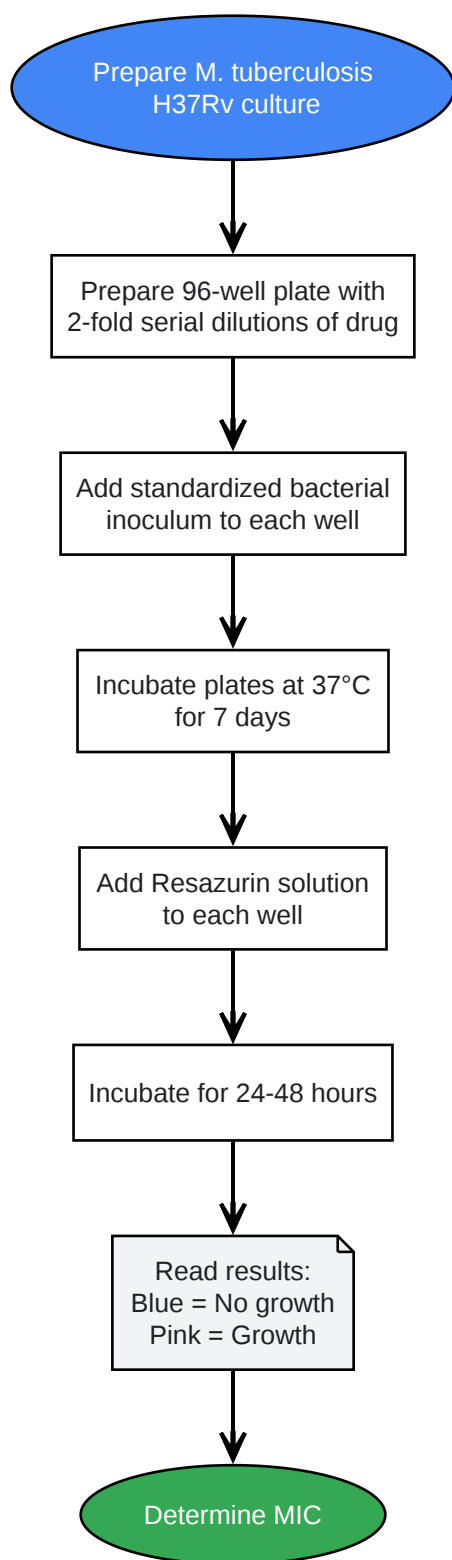 Prepare M. tuberculosis
H37Rv culture
Prepare 96-well plate with
2-fold serial dilutions of drug
Add standardized bacterial
inoculum to each well
Incubate plates at 37°C
for 7 days
Add Resazurin solution
to each well
Incubate for 24-48 hours
Read results:
Blue = No growth
Pink = Growth
Determine MIC